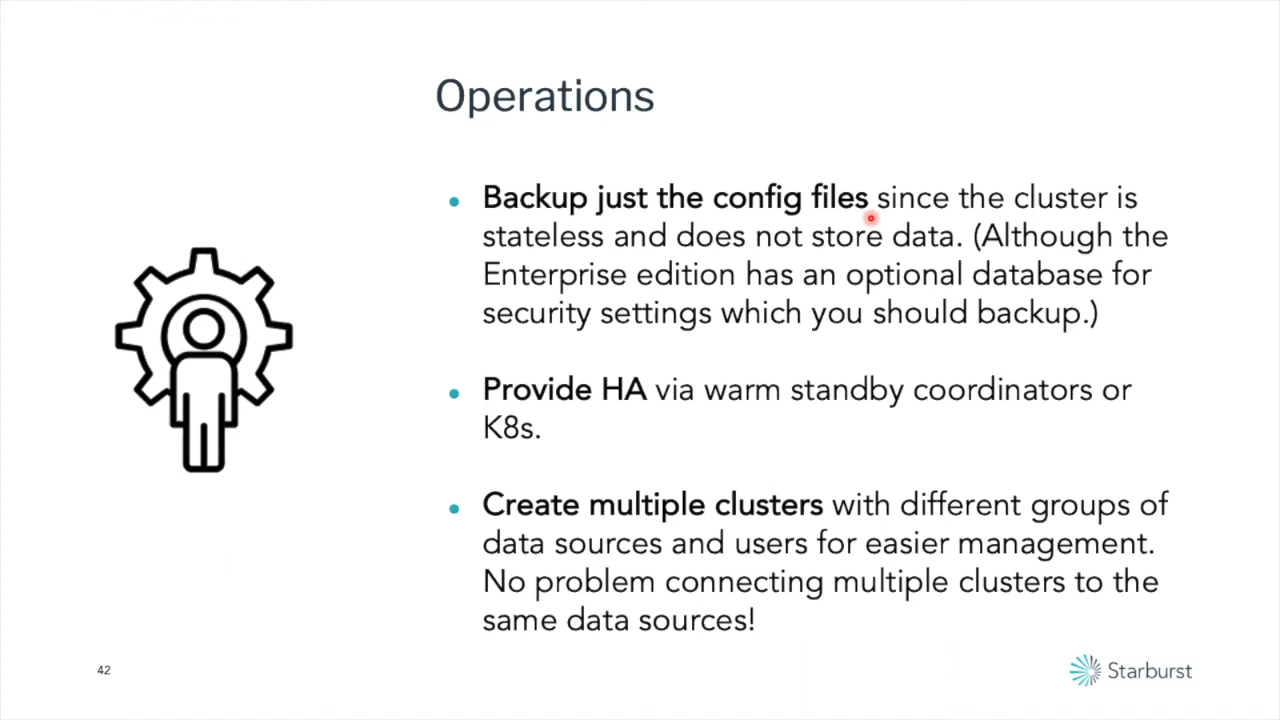 Operations
Backup just the config files since the cluster is
stateless and does not store data. (Although the
Enterprise edition has an optional database for
security settings which you should backup.)
Provide HA via warm standby coordinators or
K8s.
Create multiple clusters with different groups of
data sources and users for easier management.
No problem connecting multiple clusters to the
same data sources!
42
Starburst